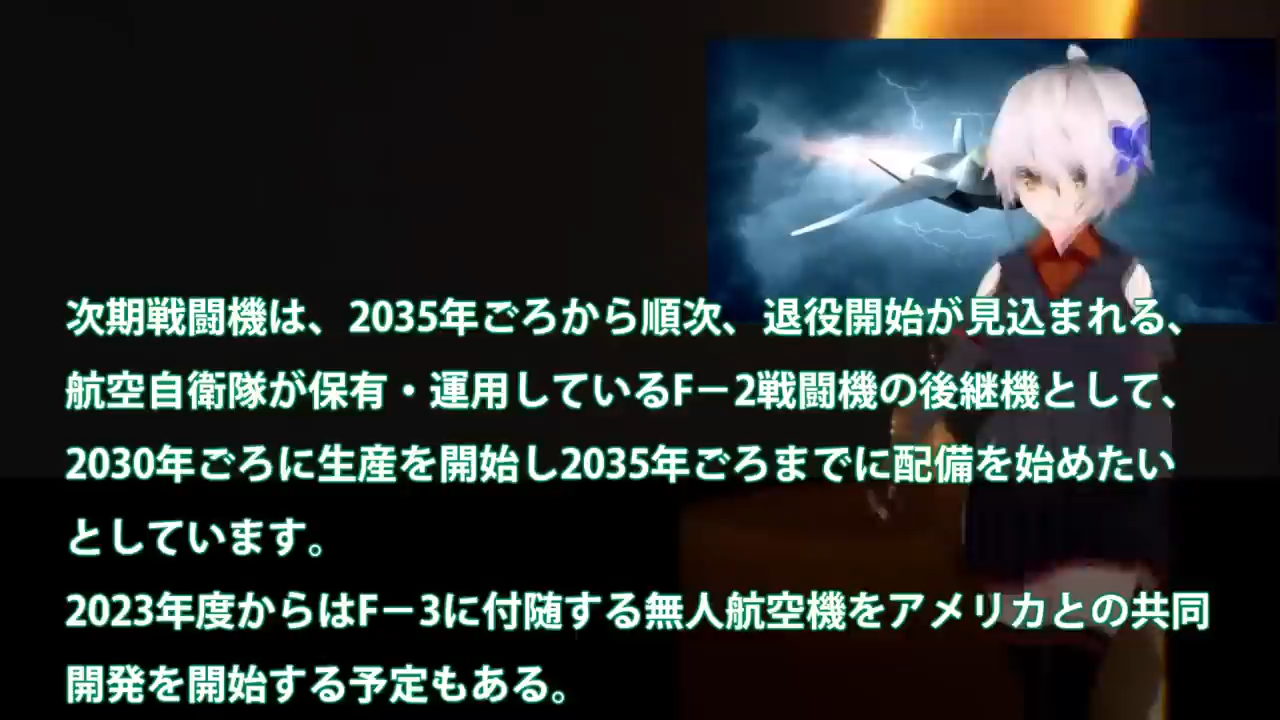 次期戦闘機は、2035年ごろから順次、退役開始が見込まれる、
航空自衛隊が保有・運用しているF－2戦闘機の後継機として、
2030年ごろに生産を開始し2035年ごろまでに配備を始めたい
としています。
2023年度からはF－3に付随する無人航空機をアメリカとの共同
開発を開始する予定もある。